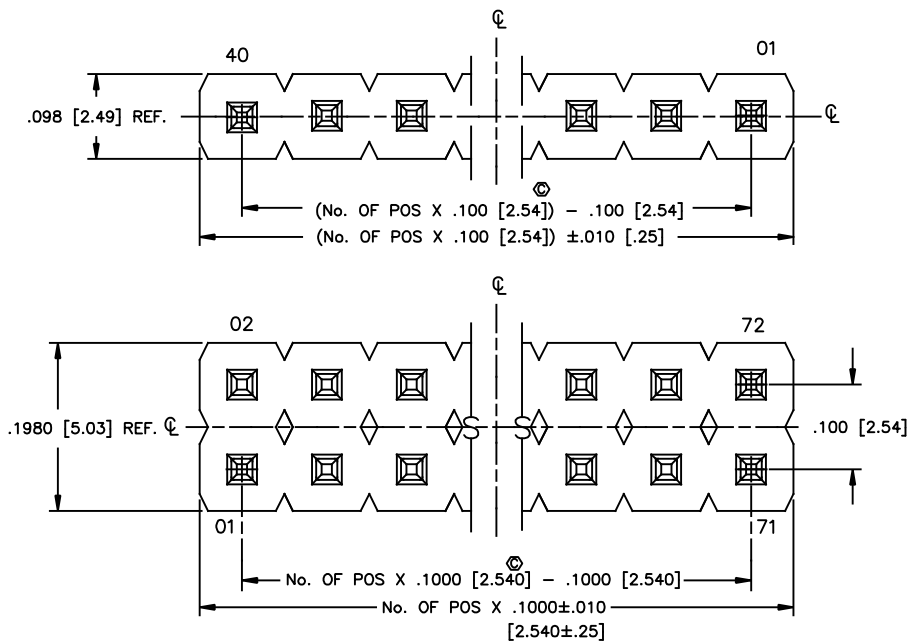 ℄
40 01
.098 [2.49] REF.
℄
Ⓒ
(No. OF POS X .100 [2.54]) – .100 [2.54]
(No. OF POS X .100 [2.54]) ±.010 [.25]
℄
02 72
.1980 [5.03] REF. ℄
S S
.100 [2.54]
01 71
Ⓒ
No. OF POS X .1000 [2.540] – .1000 [2.540]
No. OF POS X .1000±.010
[2.540±.25]